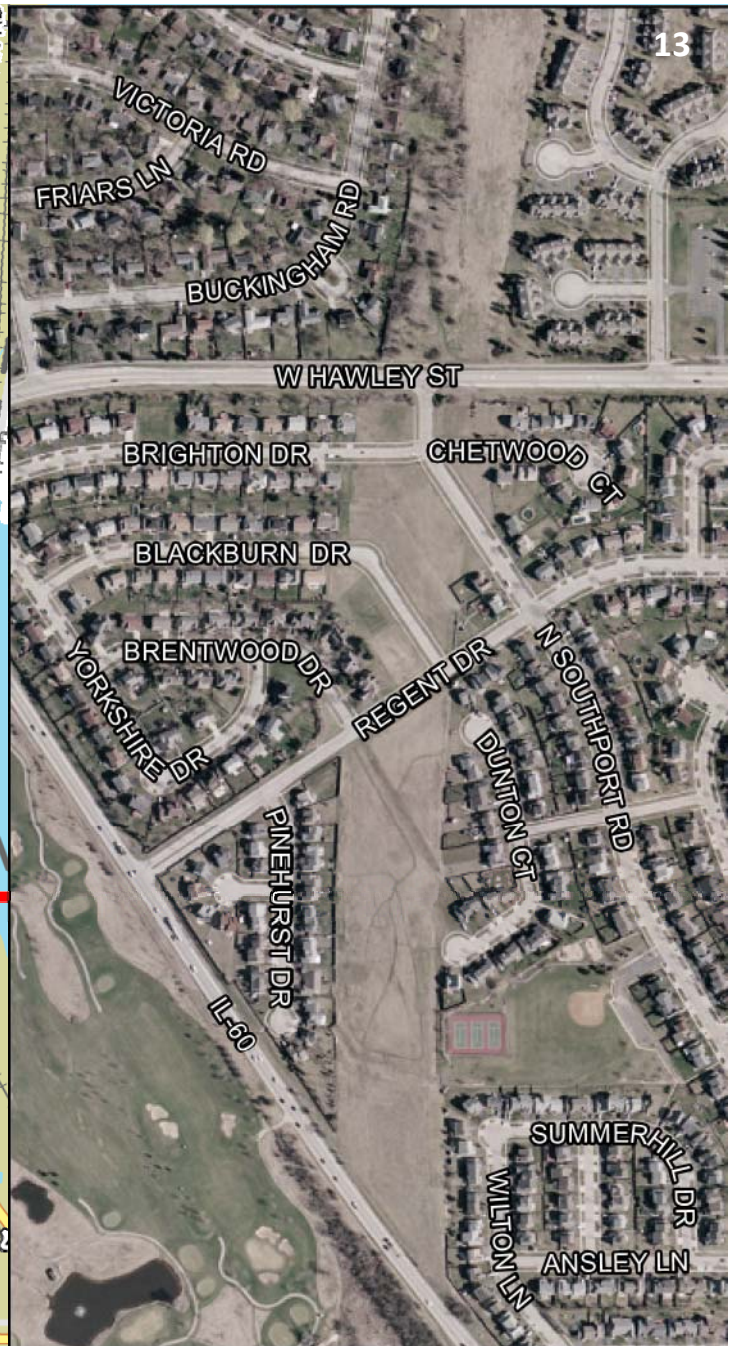 13
VICTORIA RD
FRIARS LN
BUCKINGHAM RD
W HAWLEY ST
BRIGHTON DR
CHETWOOD CT
BLACKBURN DR
BRENTWOOD DR
YORKSHIRE DR
REGENT DR
N SOUTHPORT RD
DUNTON CT
PINEHURST DR
IL-60
SUMMERHILL DR
WILTON LN
ANSLEY LN